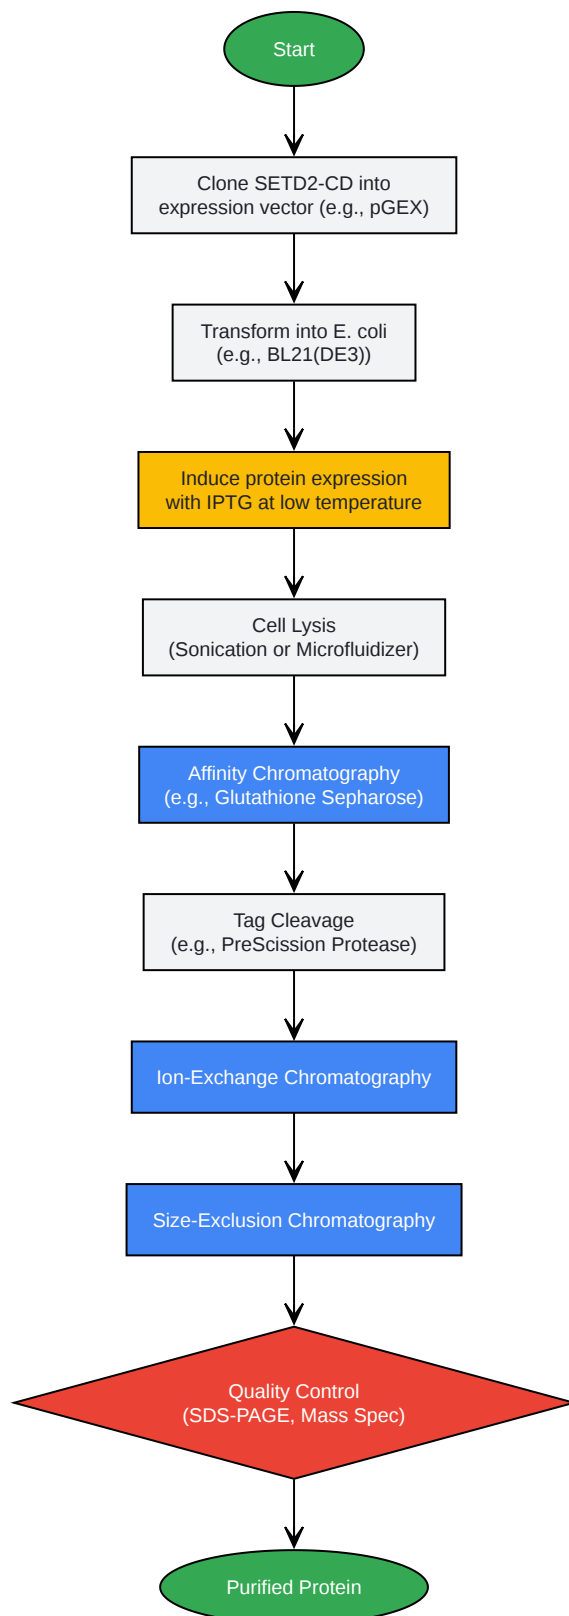 Start
Clone SETD2-CD into
expression vector (e.g., pGEX)
Transform into E. coli
(e.g., BL21(DE3))
Induce protein expression
with IPTG at low temperature
Cell Lysis
(Sonication or Microfluidizer)
Affinity Chromatography
(e.g., Glutathione Sepharose)
Tag Cleavage
(e.g., PreScission Protease)
Ion-Exchange Chromatography
Size-Exclusion Chromatography
Quality Control
(SDS-PAGE, Mass Spec)
Purified Protein